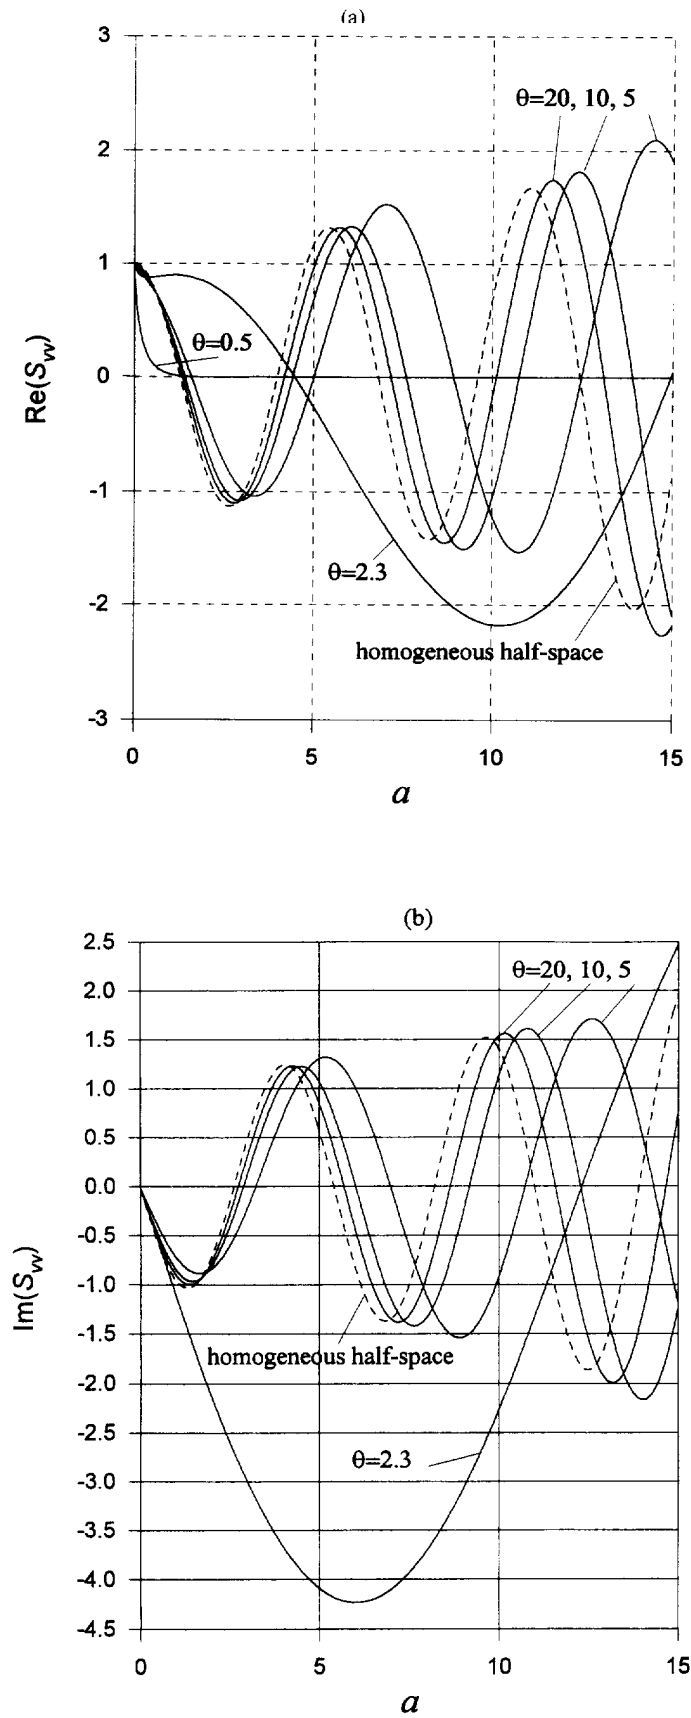 (a)
3
2
1
0
-1
-2
-3
Re(Svv)
θ=20, 10, 5
θ=0.5
θ=2.3
homogeneous half-space
0 5 10 15
a
(b)
2.5
2.0
1.5
1.0
0.5
0.0
-0.5
-1.0
-1.5
-2.0
-2.5
-3.0
-3.5
-4.0
-4.5
Im(Svv)
θ=20, 10, 5
homogeneous half-space
θ=2.3
0 5 10 15
a